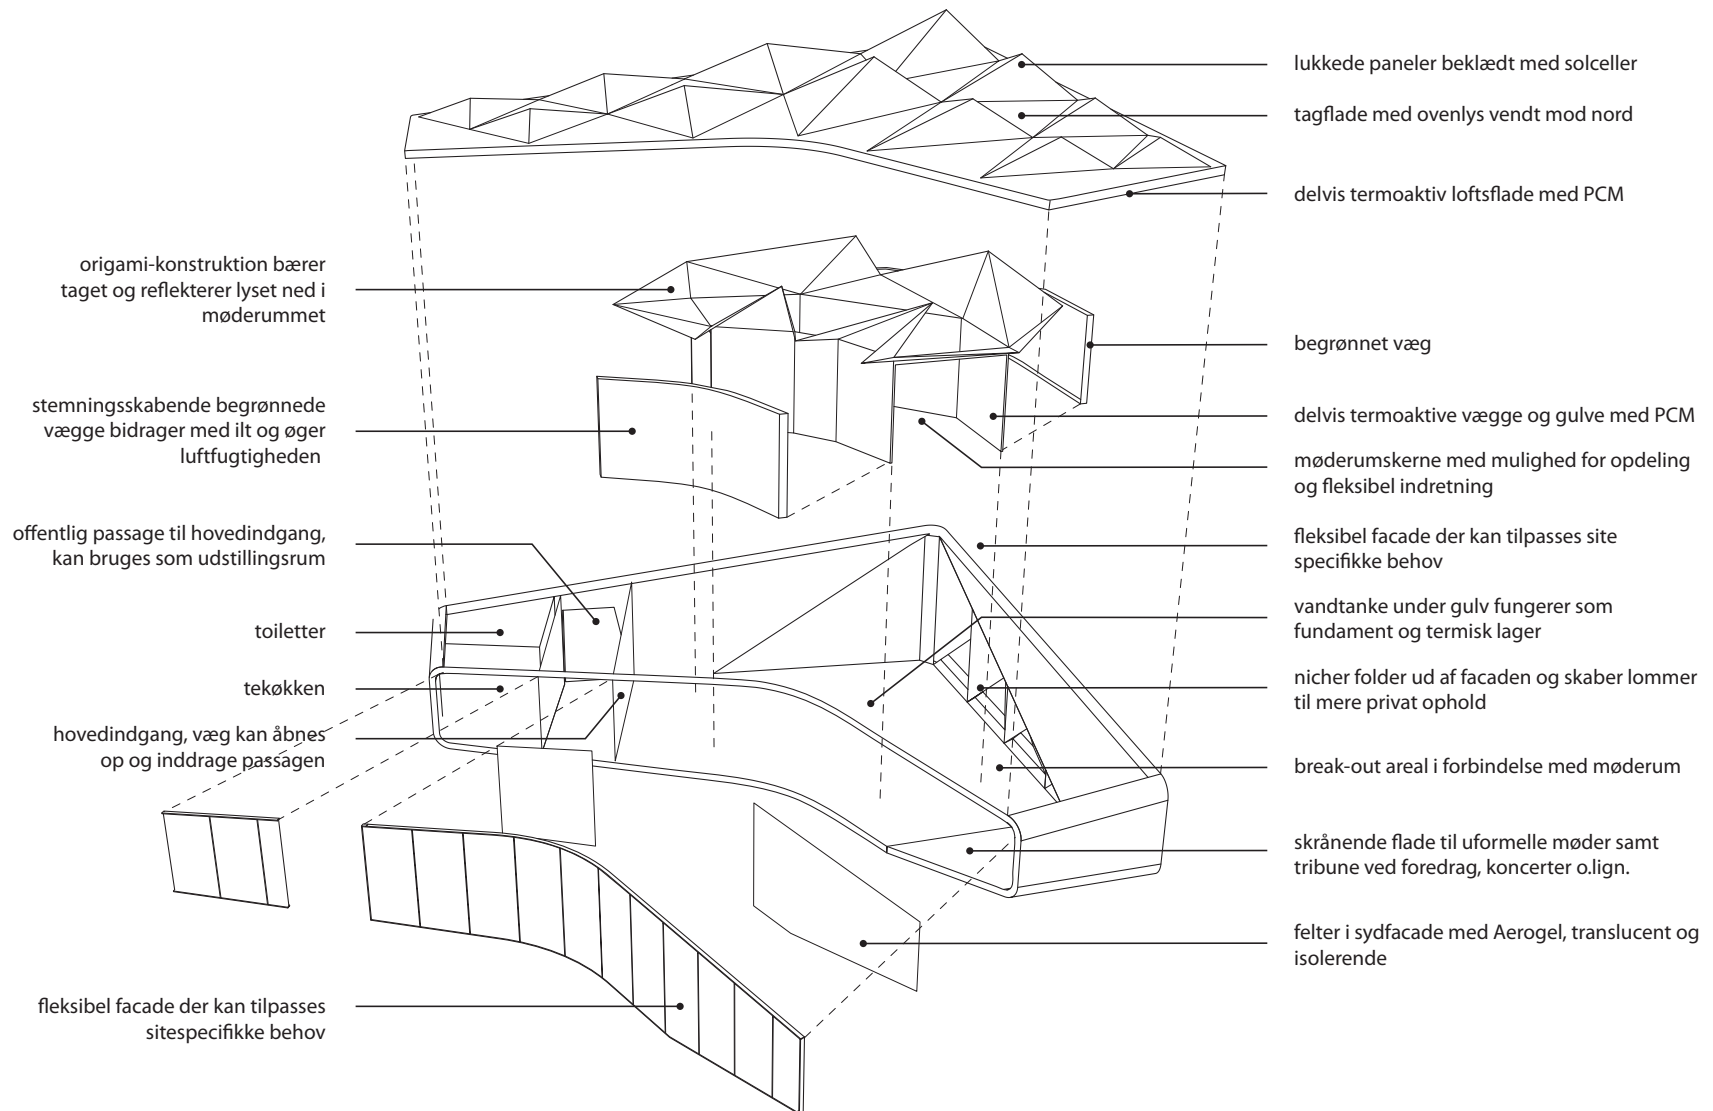 lukkede paneler beklædt med solceller
tagflade med ovenlys vendt mod nord
delvis termoaktiv loftsflade med PCM
origami-konstruktion bærer
taget og reflekterer lyset ned i
møderummet
begrønnet væg
stemningsskabende begrønnede
vægge bidrager med ilt og øger
luftfugtigheden
delvis termoaktive vægge og gulve med PCM
møderumskerne med mulighed for opdeling
og fleksibel indretning
offentlig passage til hovedindgang,
kan bruges som udstillingsrum
fleksibel facade der kan tilpasses site
specifikke behov
toiletter
vandtanke under gulv fungerer som
fundament og termisk lager
tekøkken
nicher folder ud af facaden og skaber lommer
til mere privat ophold
hovedindgang, væg kan åbnes
op og inddrage passagen
break-out areal i forbindelse med møderum
skrånende flade til uformelle møder samt
tribune ved foredrag, koncerter o.lign.
felter i sydfacade med Aerogel, translucent og
isolerende
fleksibel facade der kan tilpasses
sitespecifikke behov